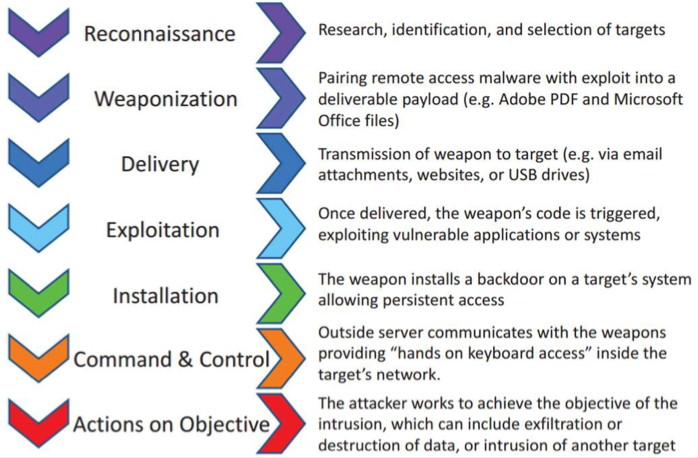 Reconnaissance
Research, identification, and selection of targets
Weaponization
Pairing remote access malware with exploit into a
deliverable payload (e.g. Adobe PDF and Microsoft
Office files)
Delivery
Transmission of weapon to target (e.g. via email
attachments, websites, or USB drives)
Exploitation
Once delivered, the weapon's code is triggered,
exploiting vulnerable applications or systems
Installation
The weapon installs a backdoor on a target's system
allowing persistent access
Command & Control
Outside server communicates with the weapons
providing "hands on keyboard access" inside the
target's network.
Actions on Objective
The attacker works to achieve the objective of the
intrusion, which can include exfiltration or
destruction of data, or intrusion of another target